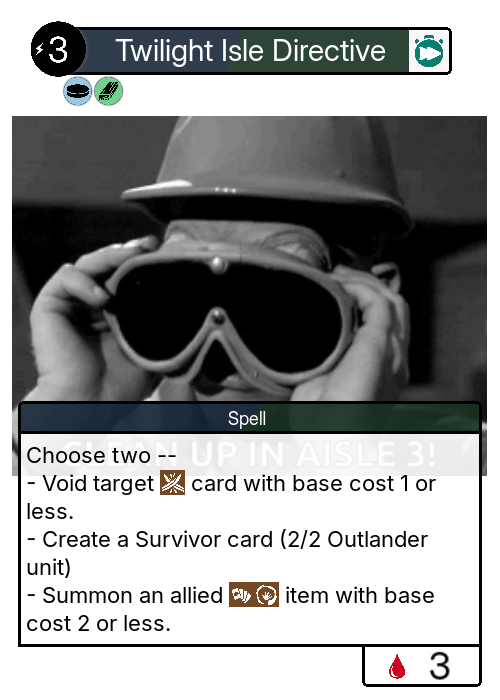 3 Twilight Isle Directive
Spell
CLEAN UP IN AISLE 3!
Choose two --
- Void target card with base cost 1 or
less.
- Create a Survivor card (2/2 Outlander
unit)
- Summon an allied item with base
cost 2 or less.
3